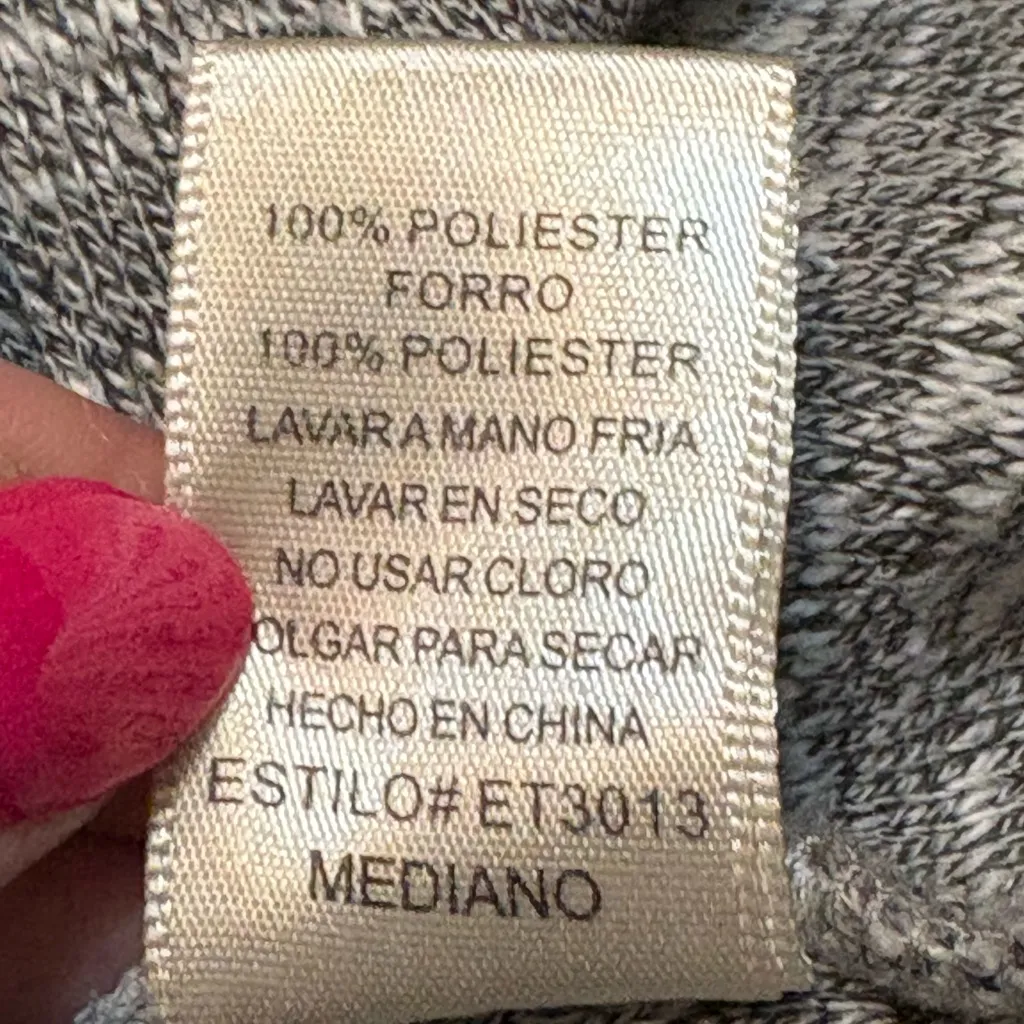 100% POLIESTER
FORRO
100% POLIESTER
LAVAR A MANO FRIA
LAVAR EN SECO
NO USAR CLORO
OLGAR PARA SECAR
HECHO EN CHINA
ESTILO# ET3013
MEDIANO